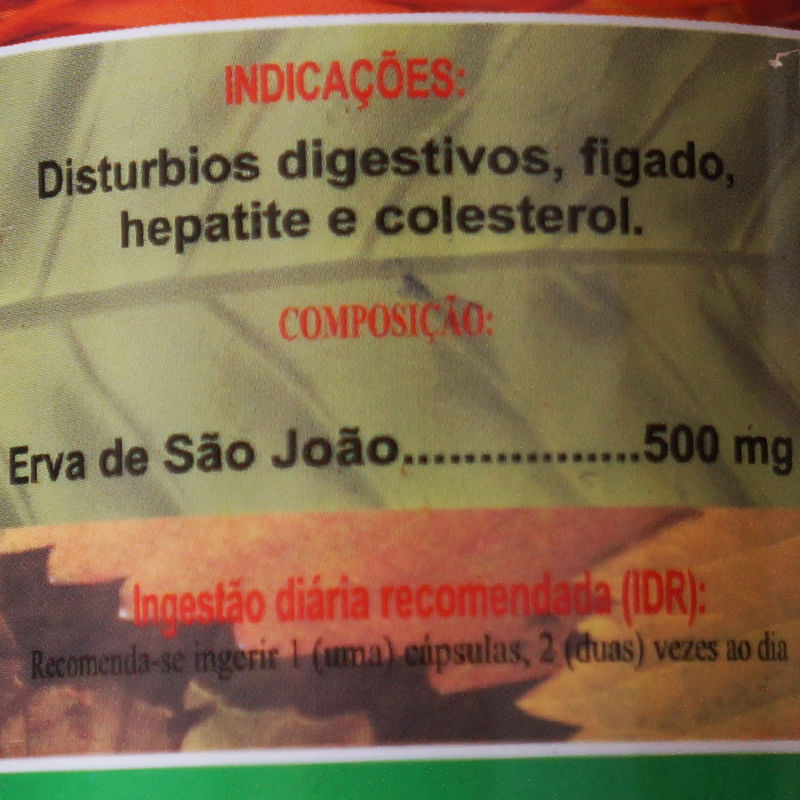 INDICAÇÕES:
Disturbios digestivos, figado,
hepatite e colesterol.
COMPOSIÇÃO:
Erva de São João................500 mg
Ingestão diária recomendada (IDR):
Recomenda-se ingerir 1 (uma) cápsulas, 2 (duas) vezes ao dia